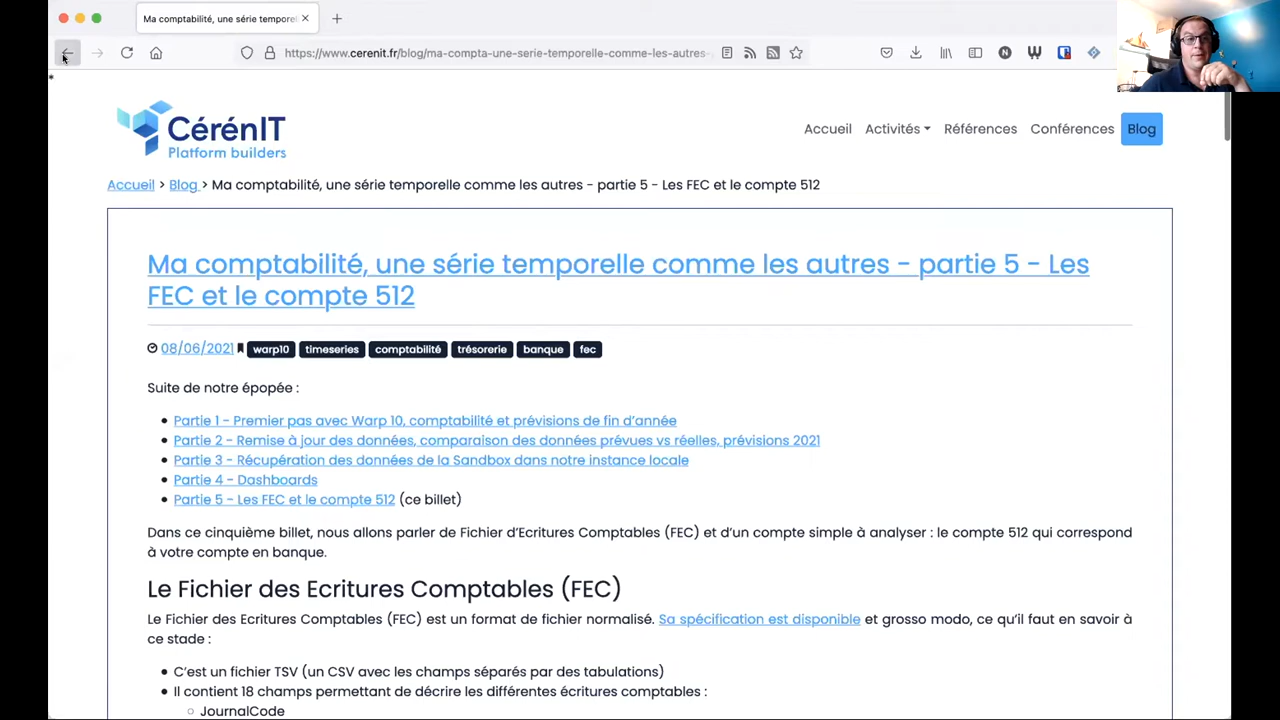 Ma comptabilité, une série temporel
https://www.cerenit.fr/blog/ma-compta-une-serie-temporelle-comme-les-autres-
CérénIT
Platform builders
Accueil Activités Références Conférences Blog
Accueil > Blog > Ma comptabilité, une série temporelle comme les autres - partie 5 - Les FEC et le compte 512
Ma comptabilité, une série temporelle comme les autres - partie 5 - Les
FEC et le compte 512
08/06/2021 warp10 timeseries comptabilité trésorerie banque fec
Suite de notre épopée :
Partie 1 - Premier pas avec Warp 10, comptabilité et prévisions de fin d'année
Partie 2 - Remise à jour des données, comparaison des données prévues vs réelles, prévisions 2021
Partie 3 - Récupération des données de la Sandbox dans notre instance locale
Partie 4 - Dashboards
Partie 5 - Les FEC et le compte 512 (ce billet)
Dans ce cinquième billet, nous allons parler de Fichier d'Ecritures Comptables (FEC) et d'un compte simple à analyser : le compte 512 qui correspond
à votre compte en banque.
Le Fichier des Ecritures Comptables (FEC)
Le Fichier des Ecritures Comptables (FEC) est un format de fichier normalisé. Sa spécification est disponible et grosso modo, ce qu'il faut en savoir à
ce stade :
C'est un fichier TSV (un CSV avec les champs séparés par des tabulations)
Il contient 18 champs permettant de décrire les différentes écritures comptables :
JournalCode